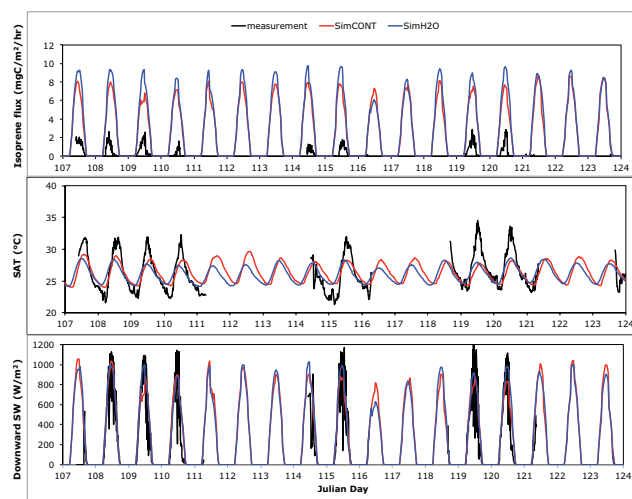 measurement SimCONT SimH2O
Isoprene flux (mgC/m²/hr)
12
10
8
6
4
2
0
107 108 109 110 111 112 113 114 115 116 117 118 119 120 121 122 123 124
SAT (°C)
40
35
30
25
20
107 108 109 110 111 112 113 114 115 116 117 118 119 120 121 122 123 124
Downward SW (W/m²)
1200
1000
800
600
400
200
0
107 108 109 110 111 112 113 114 115 116 117 118 119 120 121 122 123 124
Julian Day